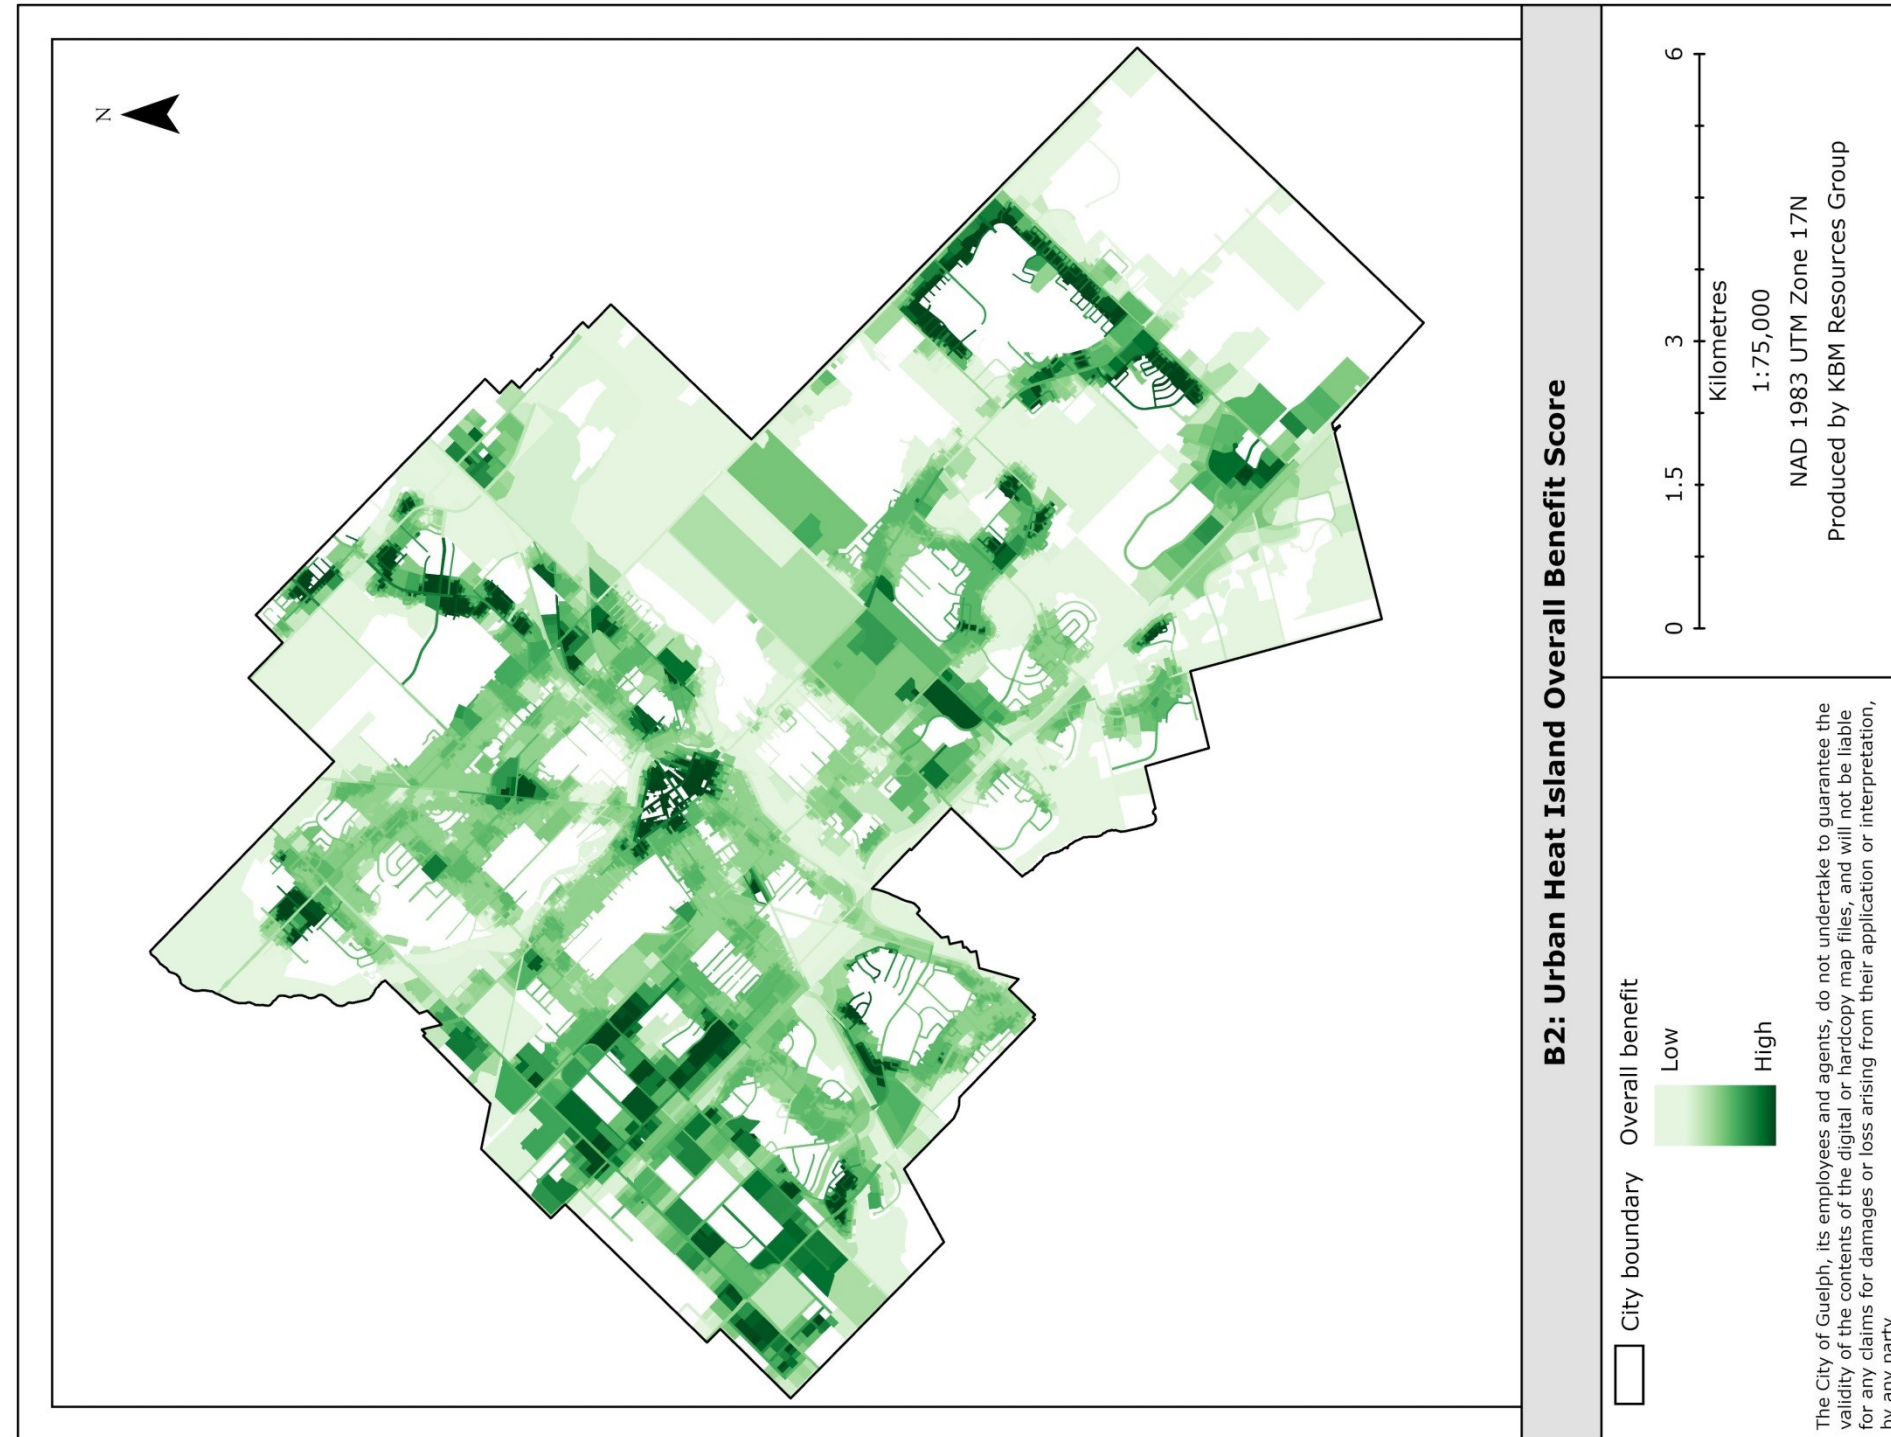 N
B2: Urban Heat Island Overall Benefit Score
City boundary
Overall benefit
Low
High
0
1.5
3
6
Kilometres
1:75,000
NAD 1983 UTM Zone 17N
Produced by KBM Resources Group
The City of Guelph, its employees and agents, do not undertake to guarantee the
validity of the contents of the digital or hardcopy map files, and will not be liable
for any claims for damages or loss arising from their application or interpretation,
by any party.